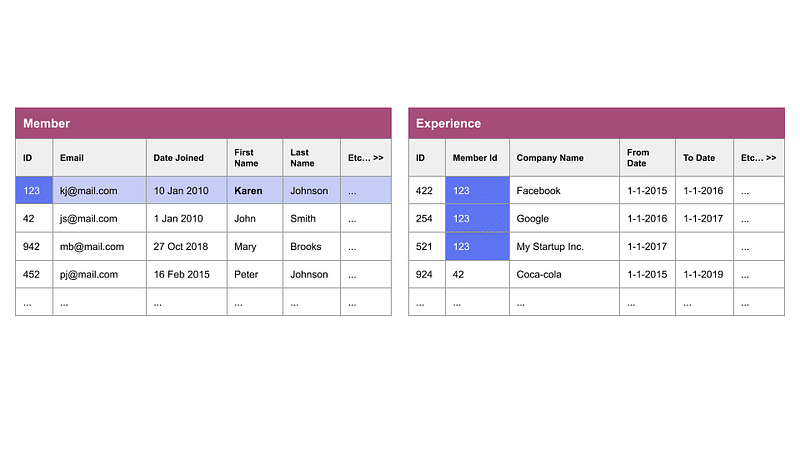 Member
ID Email Date Joined First Name Last Name Etc... >>
123 kj@mail.com 10 Jan 2010 Karen Johnson ...
42 js@mail.com 1 Jan 2010 John Smith ...
942 mb@mail.com 27 Oct 2018 Mary Brooks ...
452 pj@mail.com 16 Feb 2015 Peter Johnson ...
... ... ... ... ... ...
Experience
ID Member Id Company Name From Date To Date Etc... >>
422 123 Facebook 1-1-2015 1-1-2016 ...
254 123 Google 1-1-2016 1-1-2017 ...
521 123 My Startup Inc. 1-1-2017 ...
924 42 Coca-cola 1-1-2015 1-1-2019 ...
... ... ... ... ... ...